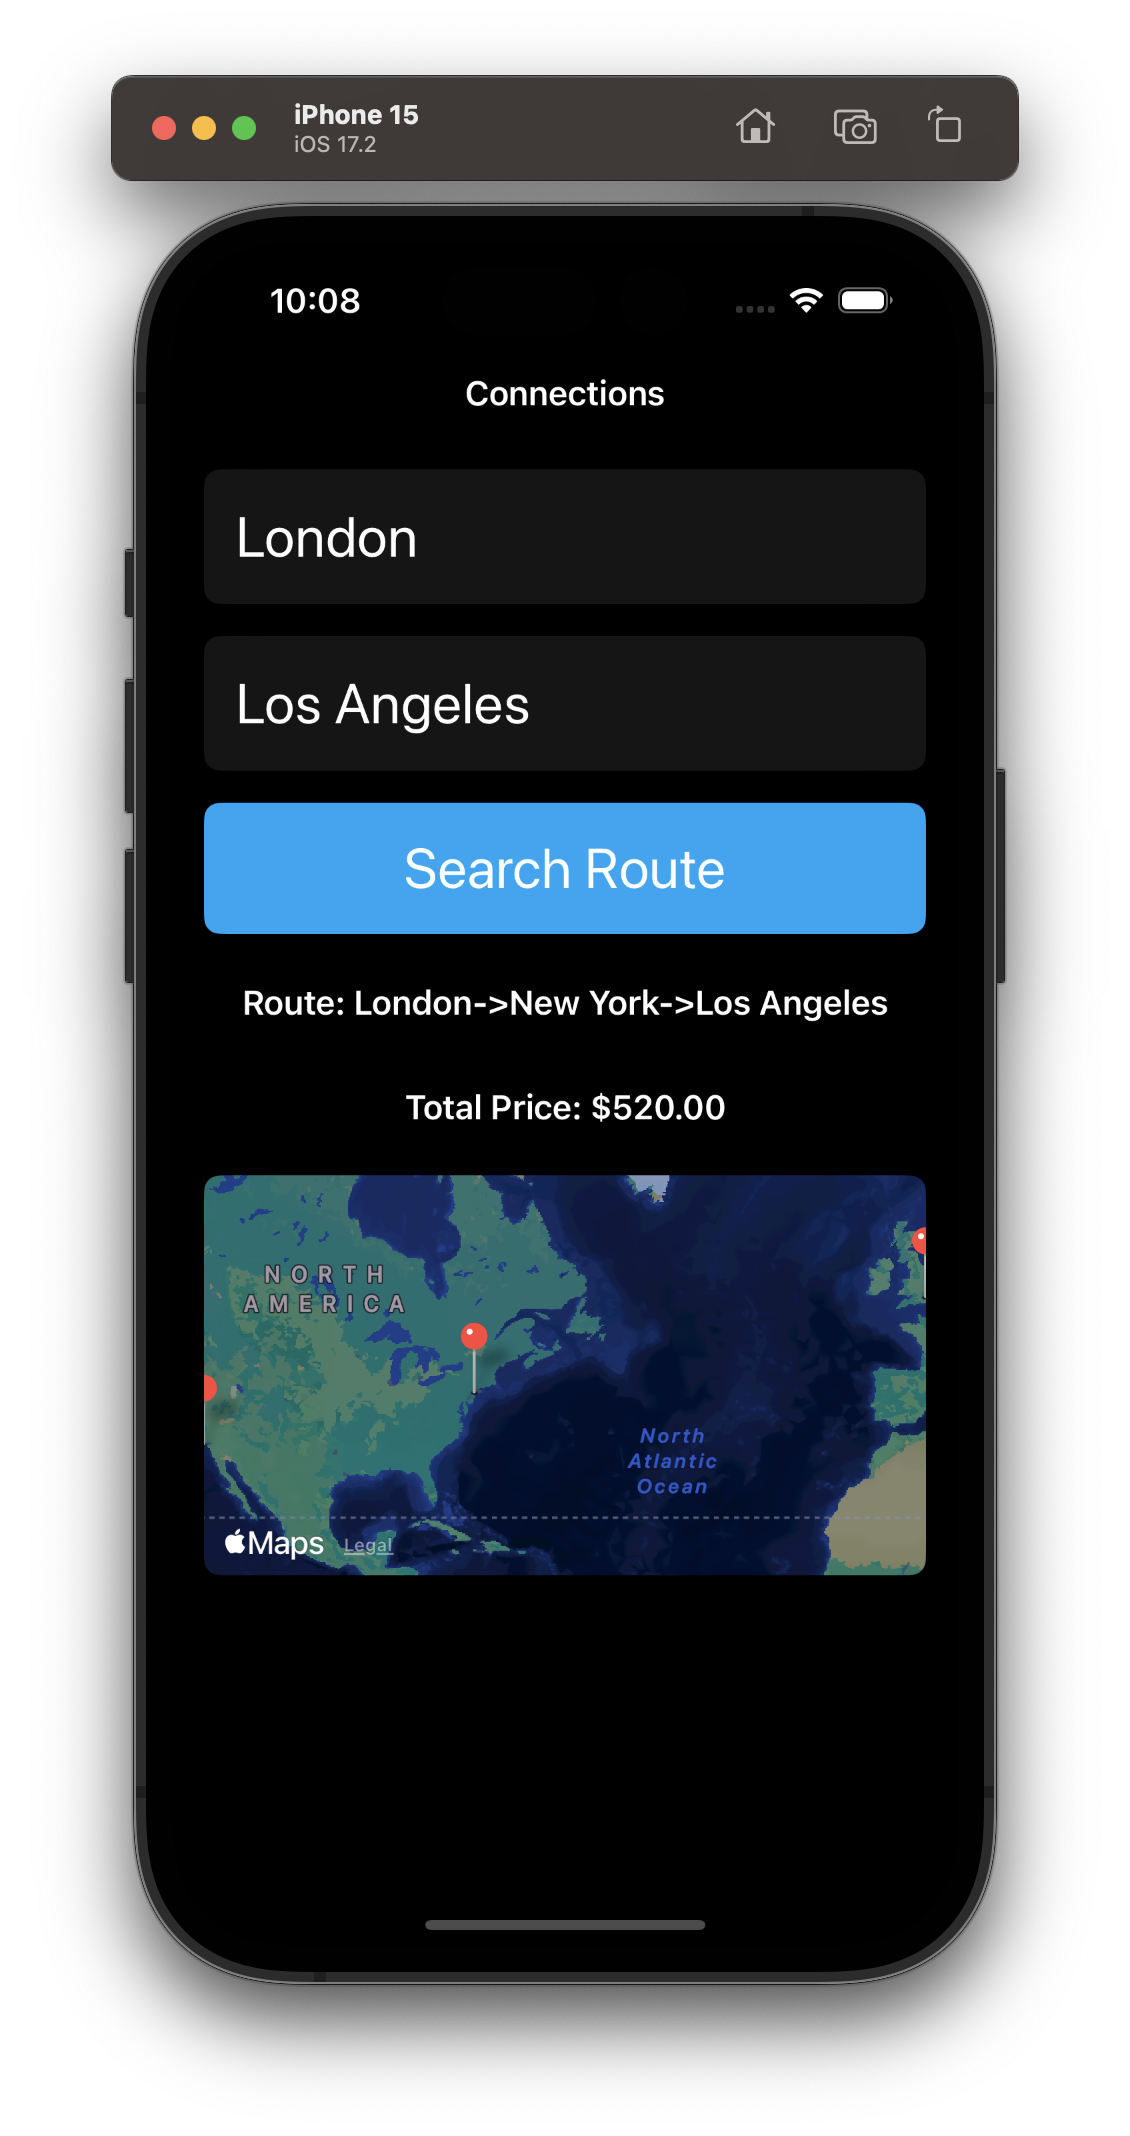 iPhone 15
iOS 17.2
10:08
Connections
London
Los Angeles
Search Route
Route: London->New York->Los Angeles
Total Price: $520.00
NORTH
AMERICA
North
Atlantic
Ocean
Maps Legal